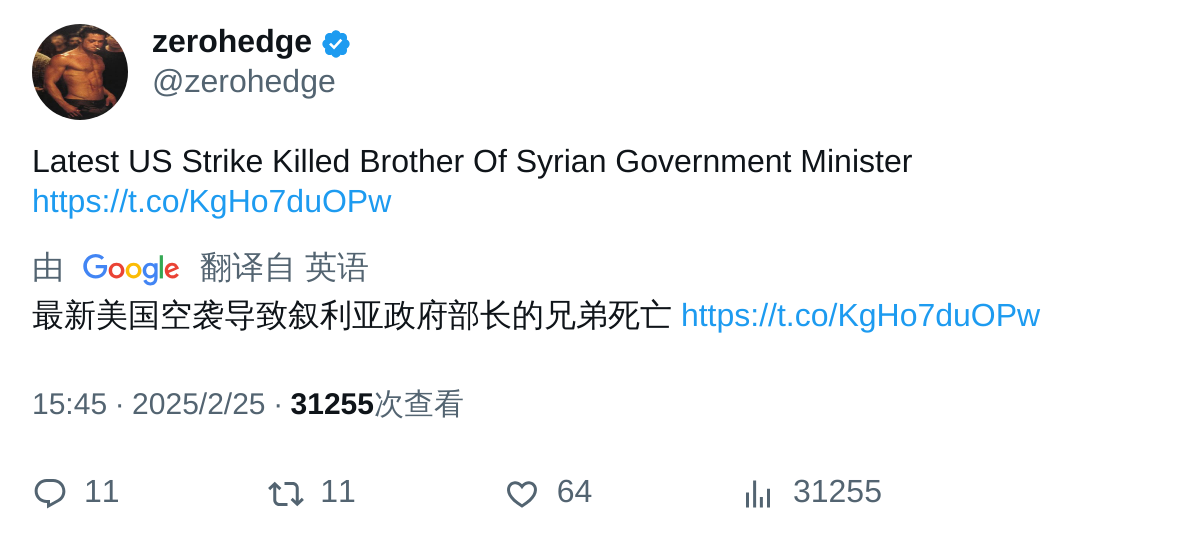 zerohedge
@zerohedge
Latest US Strike Killed Brother Of Syrian Government Minister
https://t.co/KgHo7duOPw
由 Google 翻译自 英语
最新美国空袭导致叙利亚政府部长的兄弟死亡 https://t.co/KgHo7duOPw
15:45 · 2025/2/25 · 31255次查看
11 11 64 31255